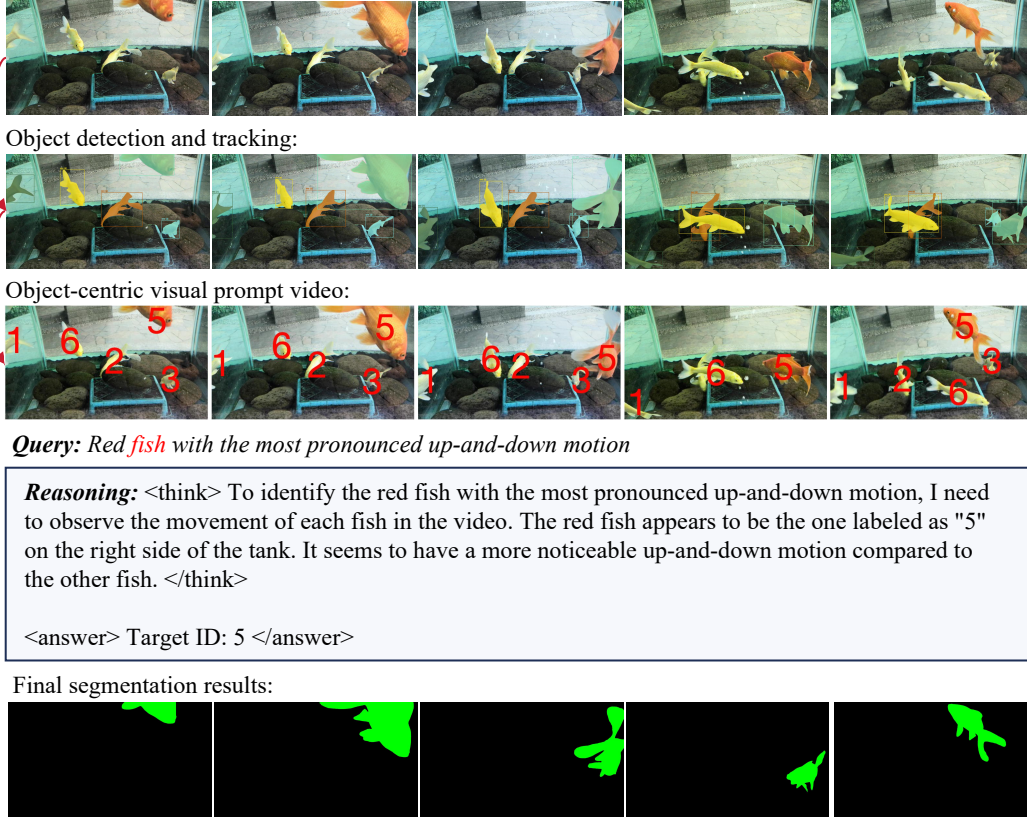 Object detection and tracking:
Object-centric visual prompt video:
1 6 2 5 3
1 6 2 3 5
1 6 2 3 5
1 6 5
1 2 6 5 3
Query: Red fish with the most pronounced up-and-down motion
Reasoning: <think> To identify the red fish with the most pronounced up-and-down motion, I need
to observe the movement of each fish in the video. The red fish appears to be the one labeled as "5"
on the right side of the tank. It seems to have a more noticeable up-and-down motion compared to
the other fish. </think>
<answer> Target ID: 5 </answer>
Final segmentation results: